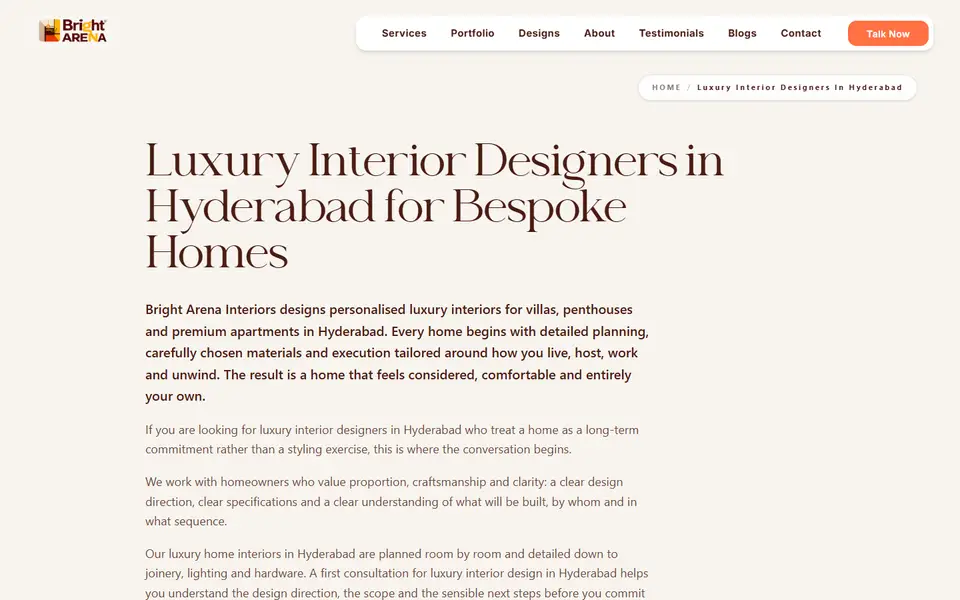 Bright
ARENA
Services
Portfolio
Designs
About
Testimonials
Blogs
Contact
Talk Now
HOME / Luxury Interior Designers In Hyderabad
Luxury Interior Designers in
Hyderabad for Bespoke
Homes
Bright Arena Interiors designs personalised luxury interiors for villas, penthouses
and premium apartments in Hyderabad. Every home begins with detailed planning,
carefully chosen materials and execution tailored around how you live, host, work
and unwind. The result is a home that feels considered, comfortable and entirely
your own.
If you are looking for luxury interior designers in Hyderabad who treat a home as a long-term
commitment rather than a styling exercise, this is where the conversation begins.
We work with homeowners who value proportion, craftsmanship and clarity: a clear design
direction, clear specifications and a clear understanding of what will be built, by whom and in
what sequence.
Our luxury home interiors in Hyderabad are planned room by room and detailed down to
joinery, lighting and hardware. A first consultation for luxury interior design in Hyderabad helps
you understand the design direction, the scope and the sensible next steps before you commit